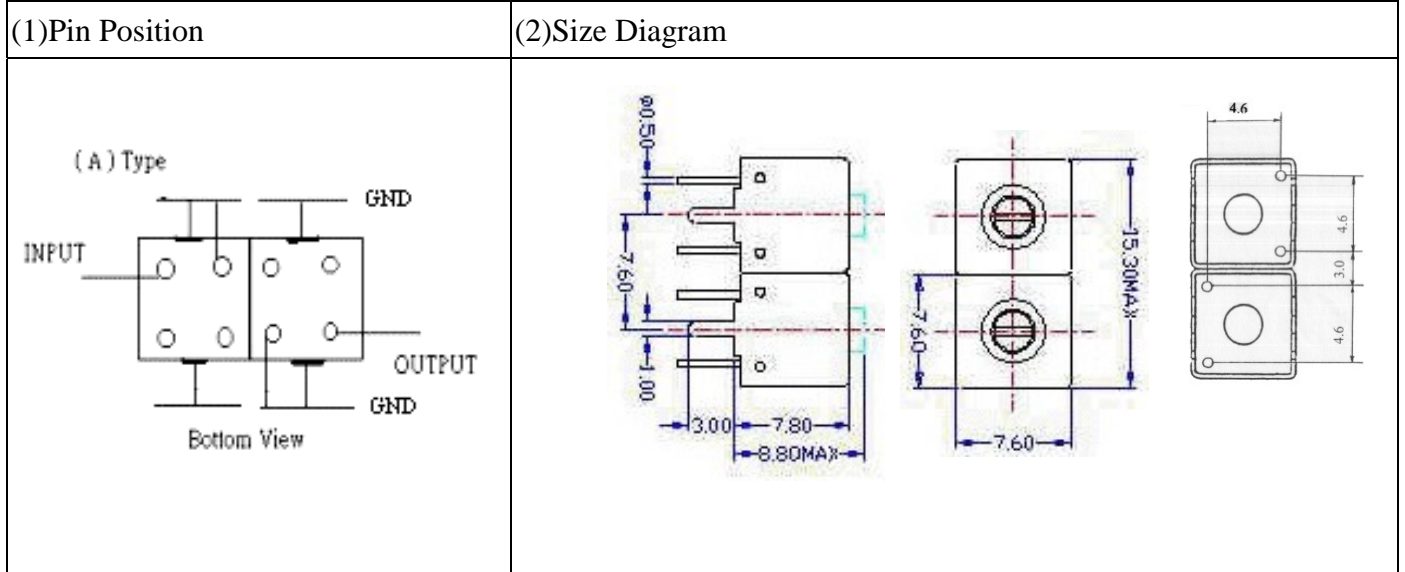 (1)Pin Position
(2)Size Diagram
(A) Type
GND
INPUT
OUTPUT
GND
Bottom View
φ0.50
7.60
1.00
3.00
7.80
8.80MAX
15.30MAX
7.60
7.60
4.6
4.6
3.0
4.6